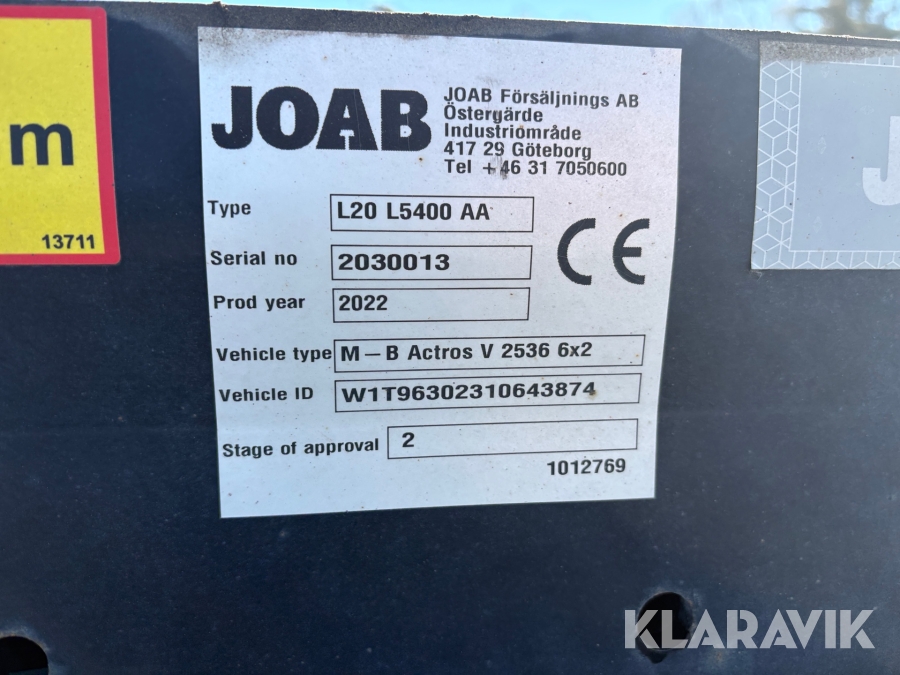 m
13711
JOAB
JOAB Försäljnings AB
Östergärde
Industriområde
417 29 Göteborg
Tel +46 31 7050600
Type L20 L5400 AA
Serial no 2030013
CE
Prod year 2022
Vehicle type M-B Actros V 2536 6x2
Vehicle ID W1T96302310643874
Stage of approval 2
1012769
J
KLARAVIK